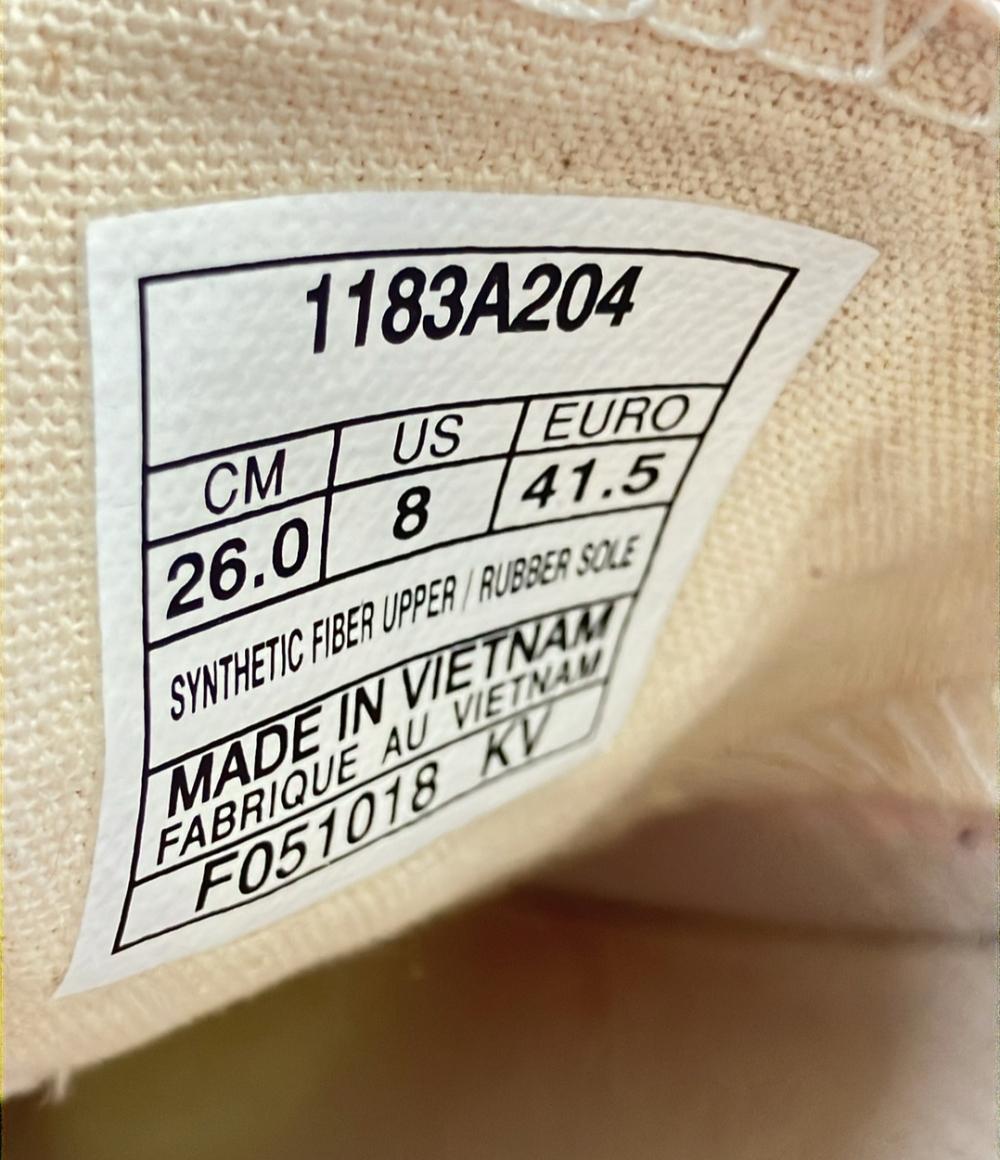 1183A204
CM US EURO
26.0 8 41.5
SYNTHETIC FIBER UPPER / RUBBER SOLE
MADE IN VIETNAM
FABRIQUE AU VIETNAM
F051018 KV